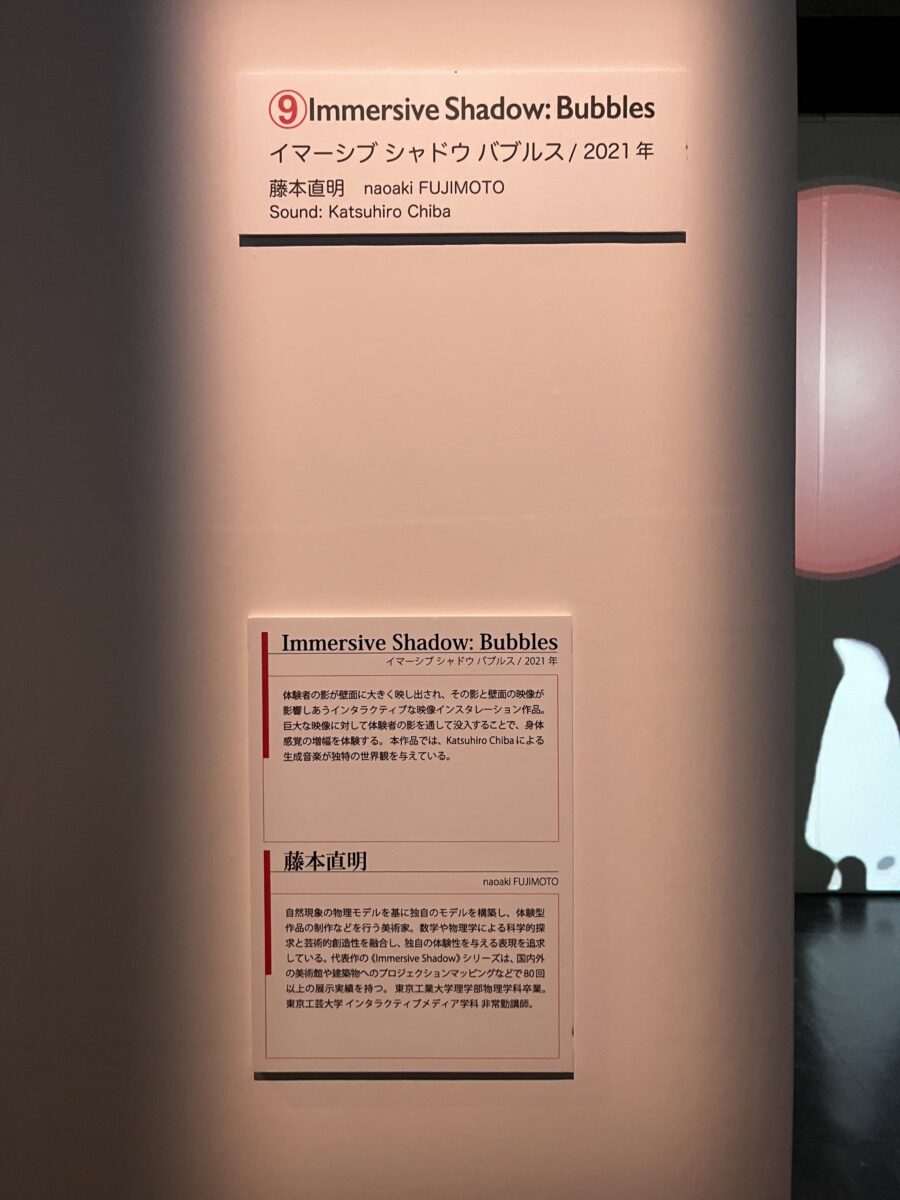 ⑨Immersive Shadow: Bubbles
イマーシブ シャドウ バブルス / 2021 年
藤本直明　naoaki FUJIMOTO
Sound: Katsuhiro Chiba
Immersive Shadow: Bubbles
イマーシブ シャドウ バブルス / 2021 年
体験者の影が壁面に大きく映し出され、その影と壁面の映像が
影響しあうインタラクティブな映像インスタレーション作品。
巨大な映像に対して体験者の影を通して没入することで、身体
感覚の増幅を体験する。本作品では、Katsuhiro Chibaによる
生成音楽が独特の世界観を与えている。
藤本直明
naoaki FUJIMOTO
自然現象の物理モデルを基に独自のモデルを構築し、体験型
作品の制作などを行う美術家。数学や物理学による科学的探
求と芸術的創造性を融合し、独自の体験性を与える表現を追求
している。代表作の《Immersive Shadow》シリーズは、国内外
の美術館や建築物へのプロジェクションマッピングなどで80回
以上の展示実績を持つ。 東京工業大学理学部物理学科卒業。
東京工芸大学 インタラクティブメディア学科 非常勤講師。